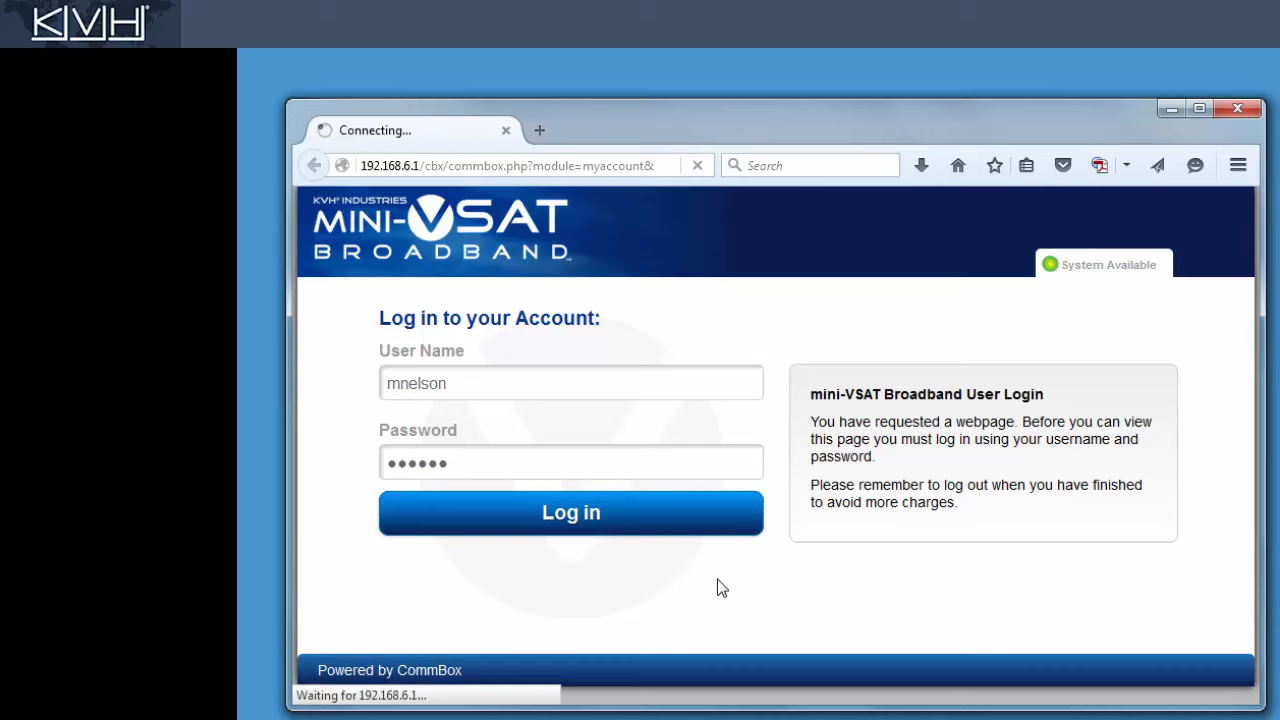 KVH
Connecting...
192.168.6.1/cbx/commbox.php?module=myaccount&
Search
KVH® INDUSTRIES
MINI-VSAT
BROADBAND™
System Available
Log in to your Account:
User Name
mnelson
Password
••••••
Log in
mini-VSAT Broadband User Login
You have requested a webpage. Before you can view
this page you must log in using your username and
password.
Please remember to log out when you have finished
to avoid more charges.
Powered by CommBox
Waiting for 192.168.6.1...